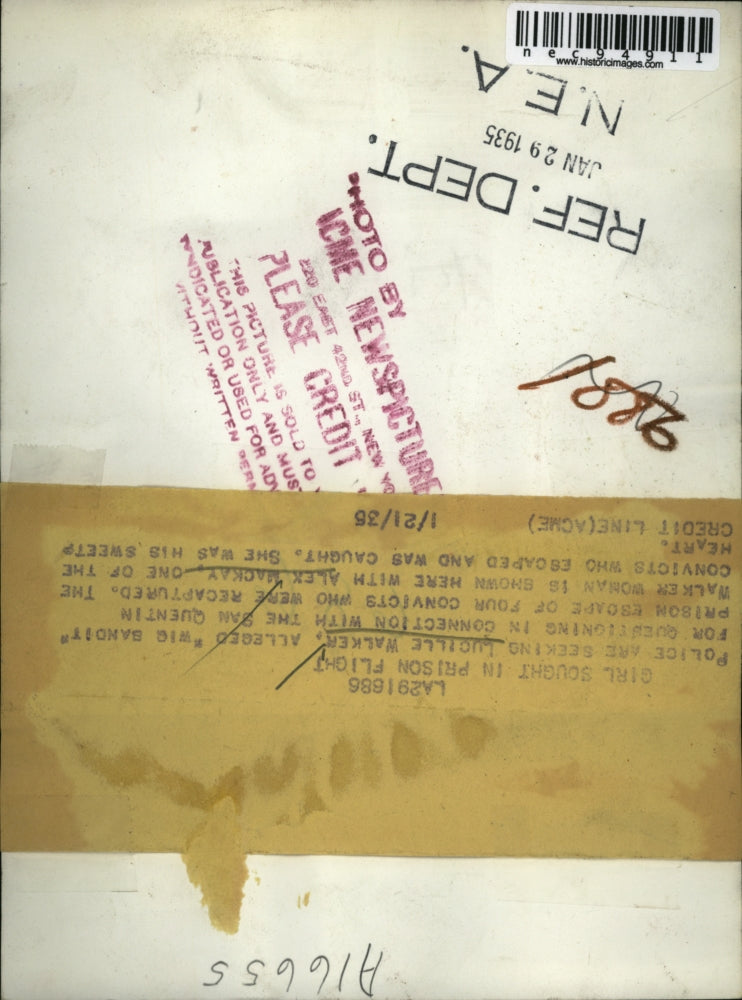 nec94911
www.historicimages.com
N.E.A.
JAN 29 1935
REF. DEPT.
PHOTO BY
ACME NEWSPICTURE
220 EAST 42ND ST., NEW YO
PLEASE CREDIT
THIS PICTURE IS SOLD TO
PUBLICATION ONLY AND MUS
SYNDICATED OR USED FOR ADV
WITHOUT WRITTEN PERM
1886
LA291886
GIRL SOUGHT IN PRISON FLIGHT
POLICE ARE SEEKING LUCILLE WALKER, ALLEGED "WIG BANDIT"
FOR QUESTIONING IN CONNECTION WITH THE SAN QUENTIN
PRISON ESCAPE OF FOUR CONVICTS WHO WERE RECAPTURED. THE
WALKER WOMAN IS SHOWN HERE WITH ALEX MACKAY, ONE OF THE
CONVICTS WHO ESCAPED AND WAS CAUGHT. SHE WAS HIS SWEET-
HEART.
CREDIT LINE(ACME) 1/21/35
A16655